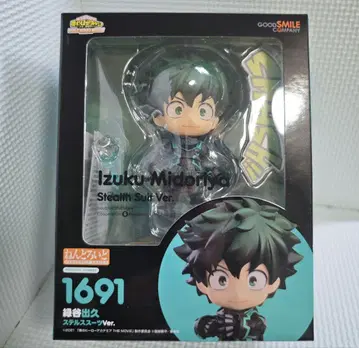 GOOD SMILE
COMPANY
SMASH
Izuku Midoriya
Stealth Suit Ver.
ねんどろいど
1691
緑谷出久
ステルススーツVer.